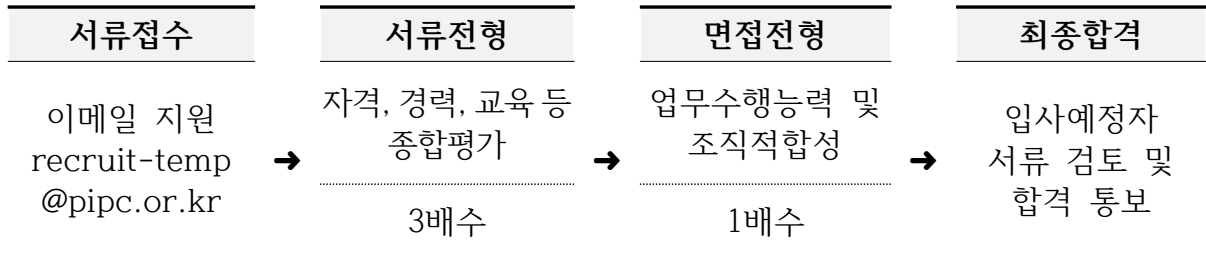 서류접수
이메일 지원
recruit-temp
@pipc.or.kr
➜
서류전형
자격, 경력, 교육 등
종합평가
3배수
➜
면접전형
업무수행능력 및
조직적합성
1배수
➜
최종합격
입사예정자
서류 검토 및
합격 통보